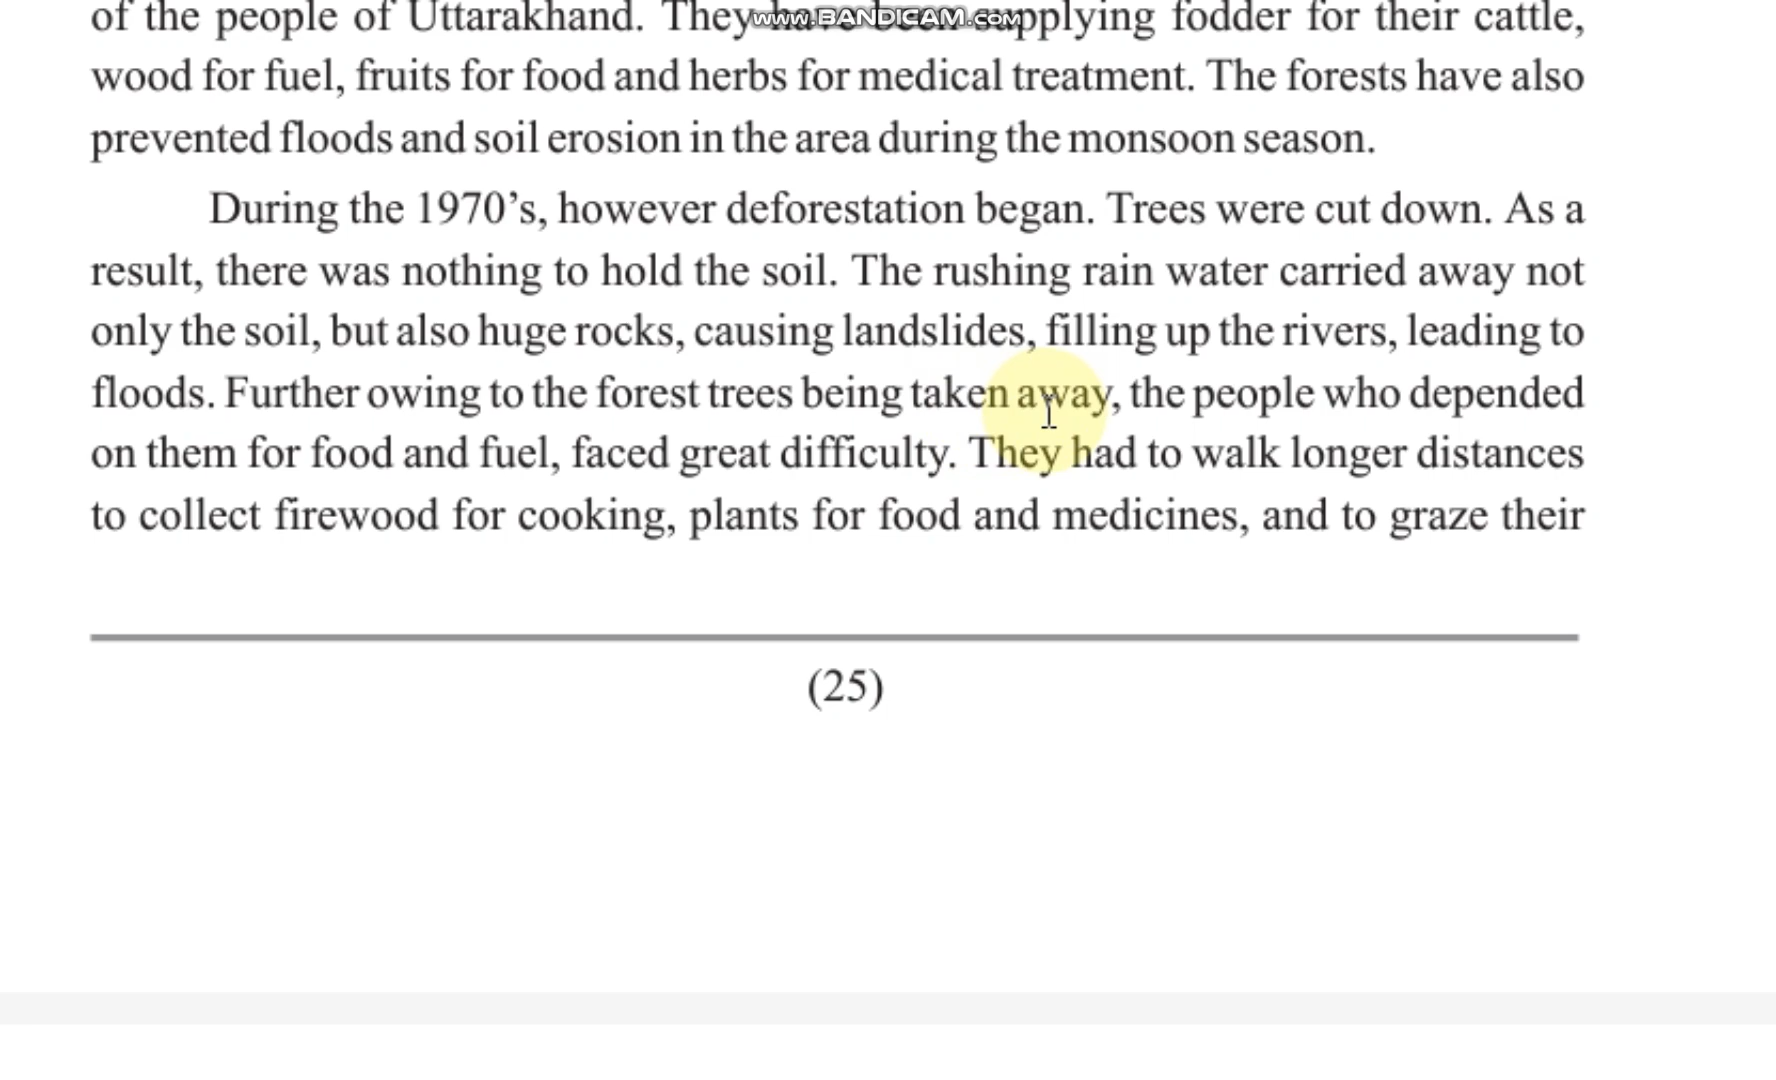 of the people of Uttarakhand. They have been supplying fodder for their cattle,
www.BANDICAM.com
wood for fuel, fruits for food and herbs for medical treatment. The forests have also
prevented floods and soil erosion in the area during the monsoon season.
During the 1970’s, however deforestation began. Trees were cut down. As a
result, there was nothing to hold the soil. The rushing rain water carried away not
only the soil, but also huge rocks, causing landslides, filling up the rivers, leading to
floods. Further owing to the forest trees being taken away, the people who depended
on them for food and fuel, faced great difficulty. They had to walk longer distances
to collect firewood for cooking, plants for food and medicines, and to graze their
(25)